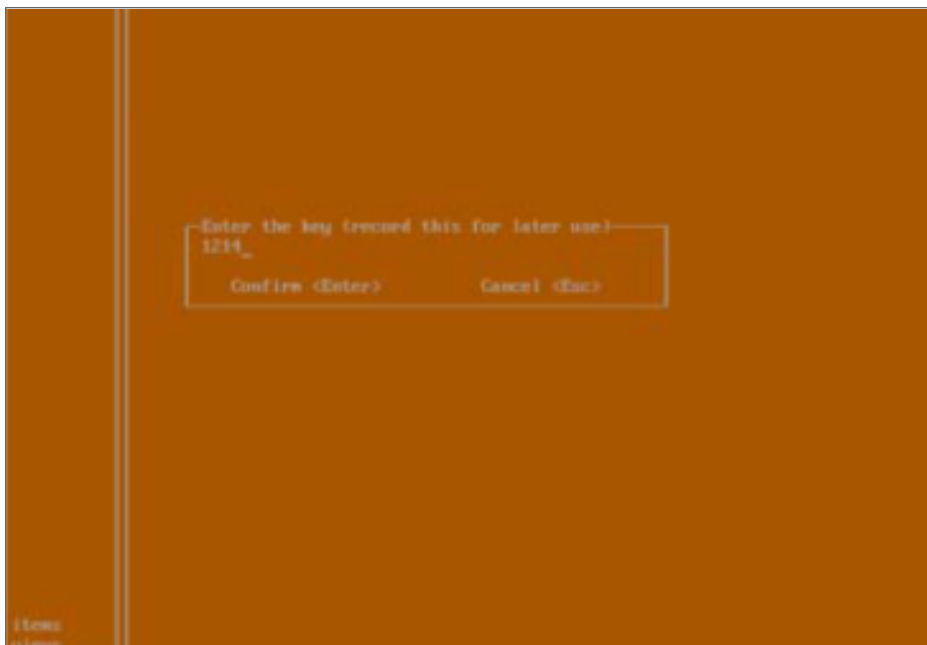 Enter the key (record this for later use)
1214_
Confirm <Enter> Cancel <Esc>
items